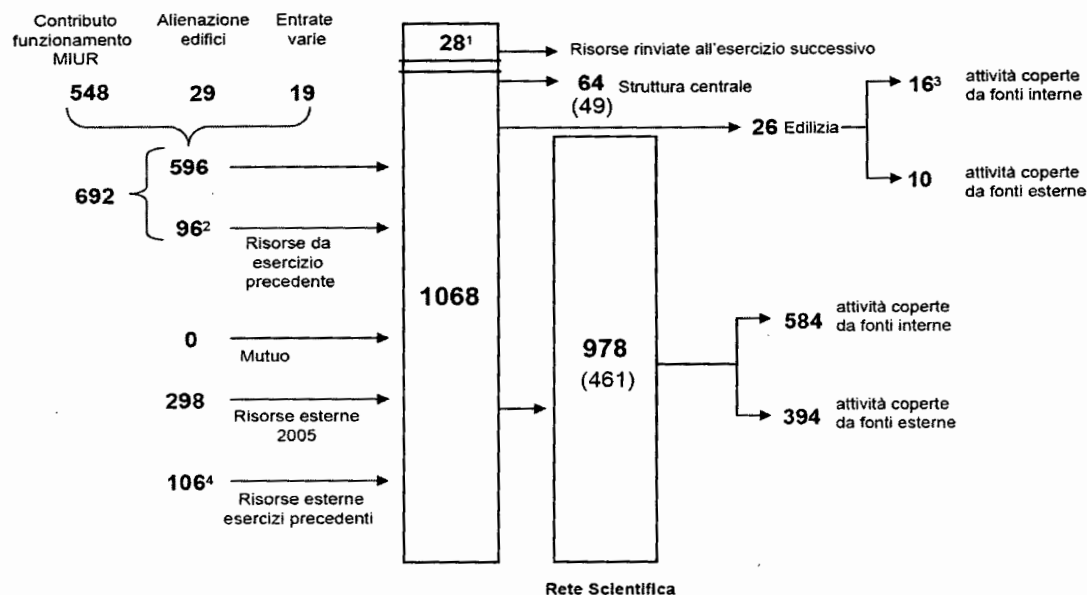 Contributo
funzionamento
MIUR
Alienazione
edifici
Entrate
varie
548
29
19
596
692
96²
Risorse da
esercizio
precedente
0
Mutuo
298
Risorse esterne
2005
106⁴
Risorse esterne
esercizi precedenti
28¹
1068
Risorse rinviate all'esercizio successivo
64 Struttura centrale
(49)
26 Edilizia
16³
attività coperte
da fonti interne
10
attività coperte
da fonti esterne
978
(461)
584
attività coperte
da fonti interne
394
attività coperte
da fonti esterne
Rete Scientifica